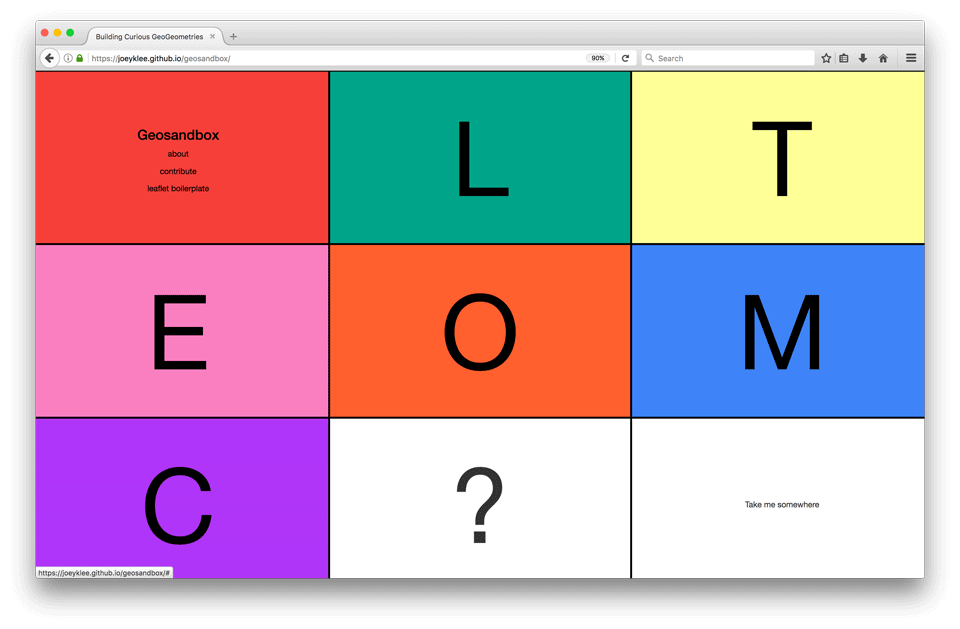 Building Curious GeoGeometries
https://joeyklee.github.io/geosandbox/
90%
Search
Geosandbox
about
contribute
leaflet boilerplate
L
T
E
O
M
C
?
Take me somewhere
https://joeyklee.github.io/geosandbox/#